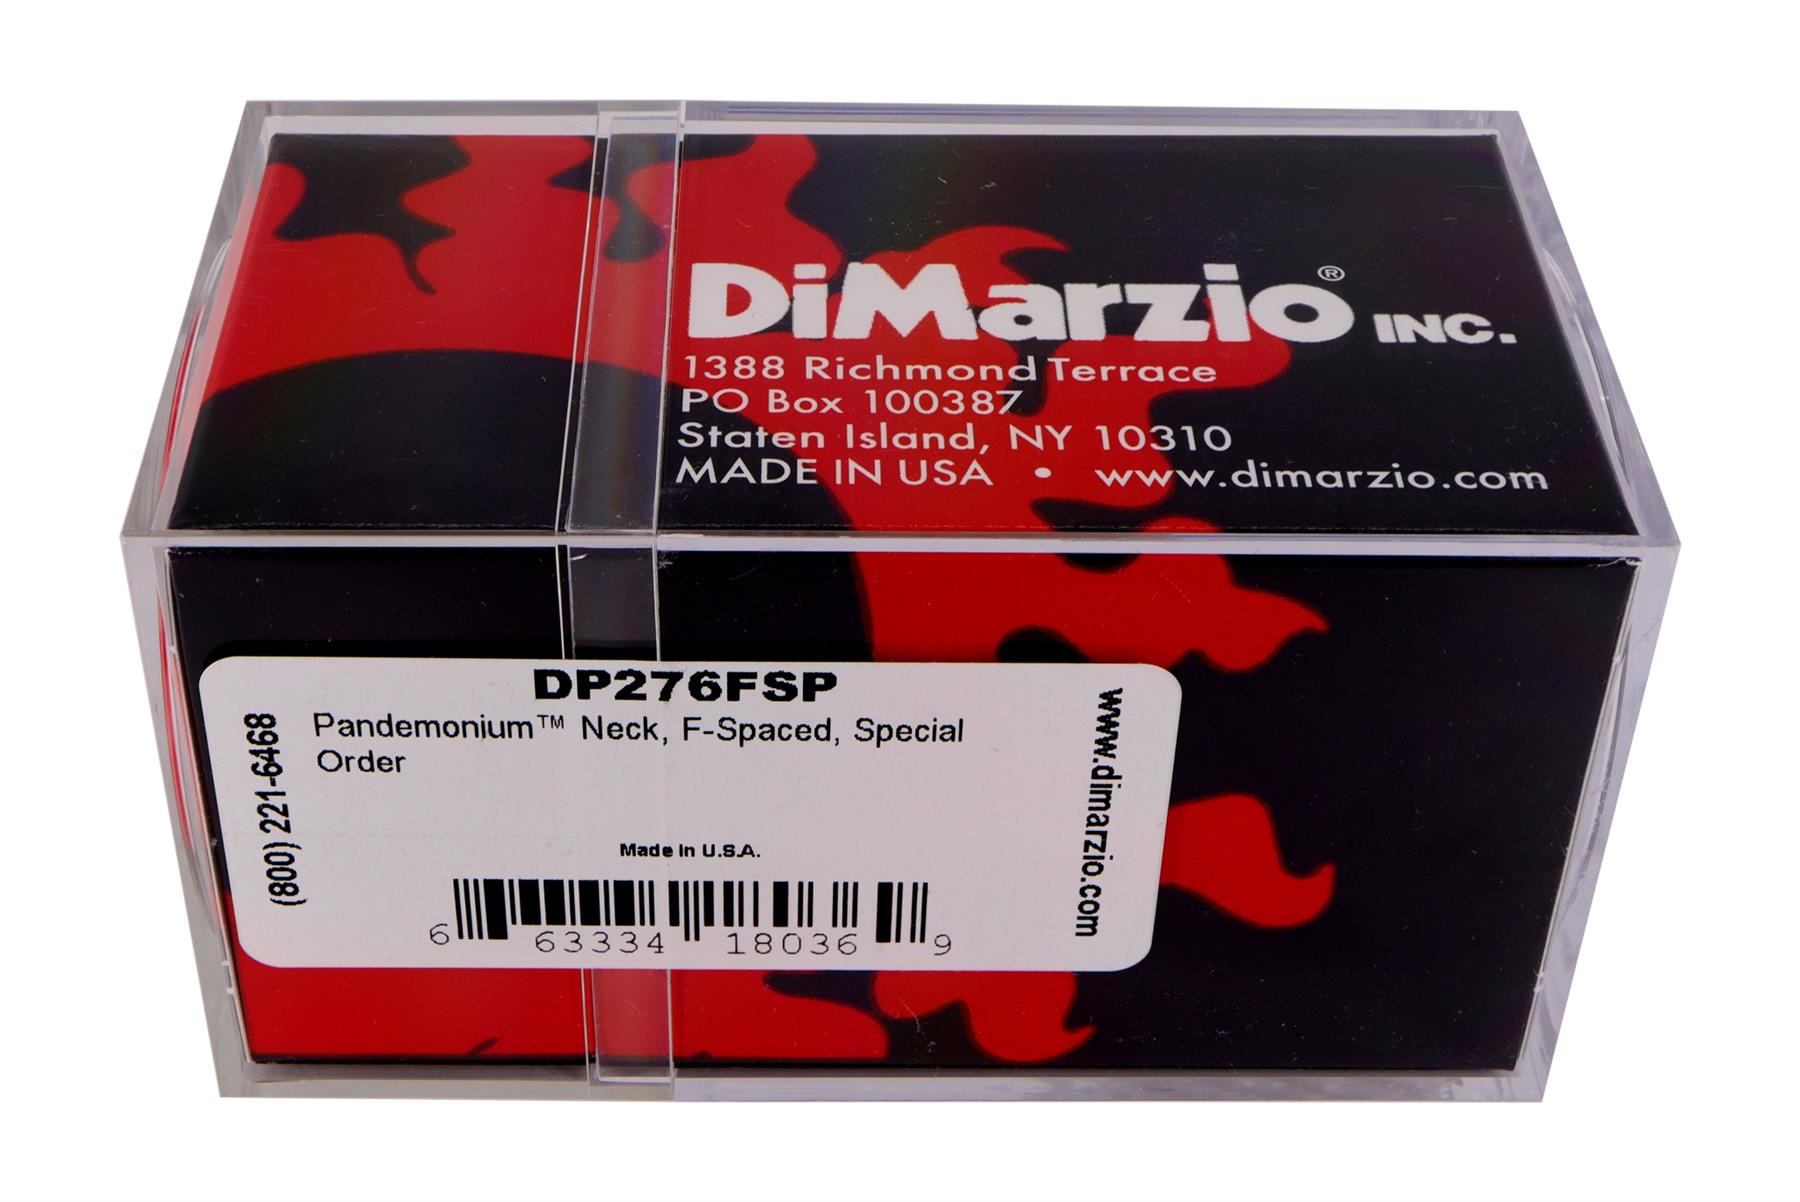 DiMarzio® INC.
1388 Richmond Terrace
PO Box 100387
Staten Island, NY 10310
MADE IN USA • www.dimarzio.com
DP276FSP
Pandemonium™ Neck, F-Spaced, Special
Order
(800) 221-6468
www.dimarzio.com
Made In U.S.A.
6 63334 18036 9